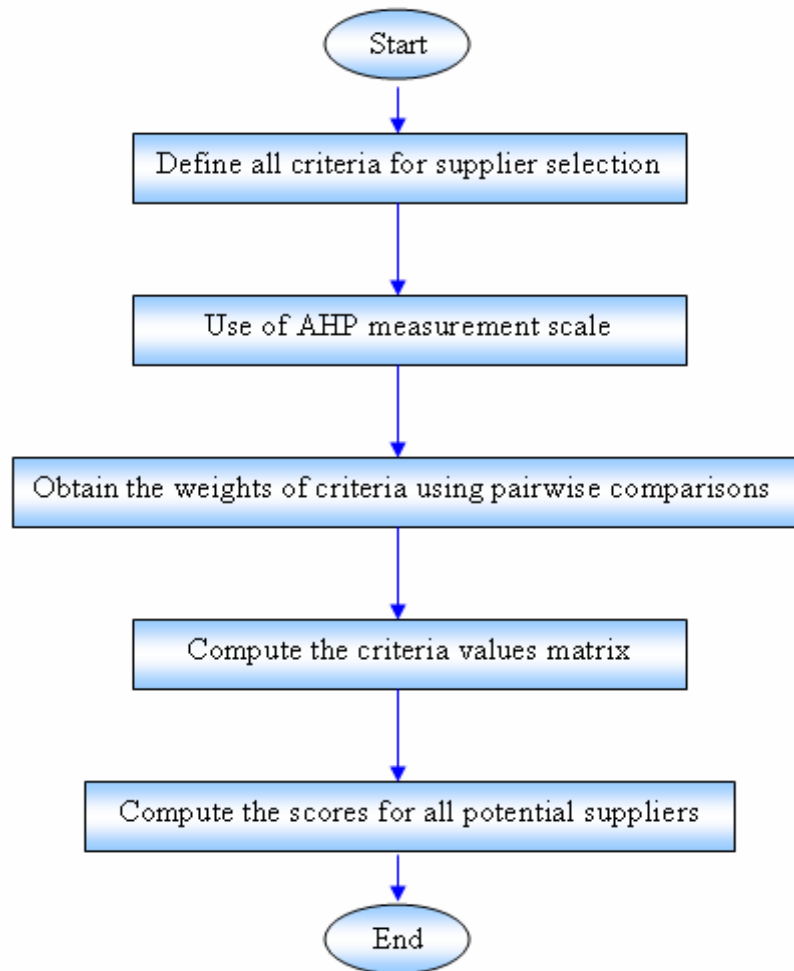 Start
Define all criteria for supplier selection
Use of AHP measurement scale
Obtain the weights of criteria using pairwise comparisons
Compute the criteria values matrix
Compute the scores for all potential suppliers
End